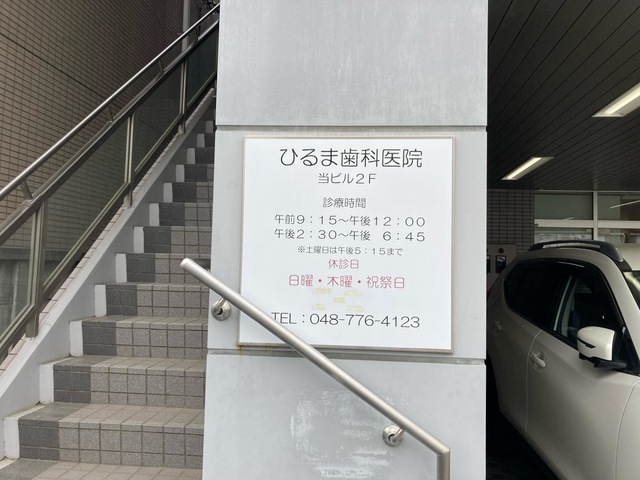 ひるま歯科医院
当ビル２Ｆ
診療時間
午前９：１５～午後１２：００
午後２：３０～午後　６：４５
※土曜日は午後５：１５まで
休診日
日曜・木曜・祝祭日
TEL：048-776-4123